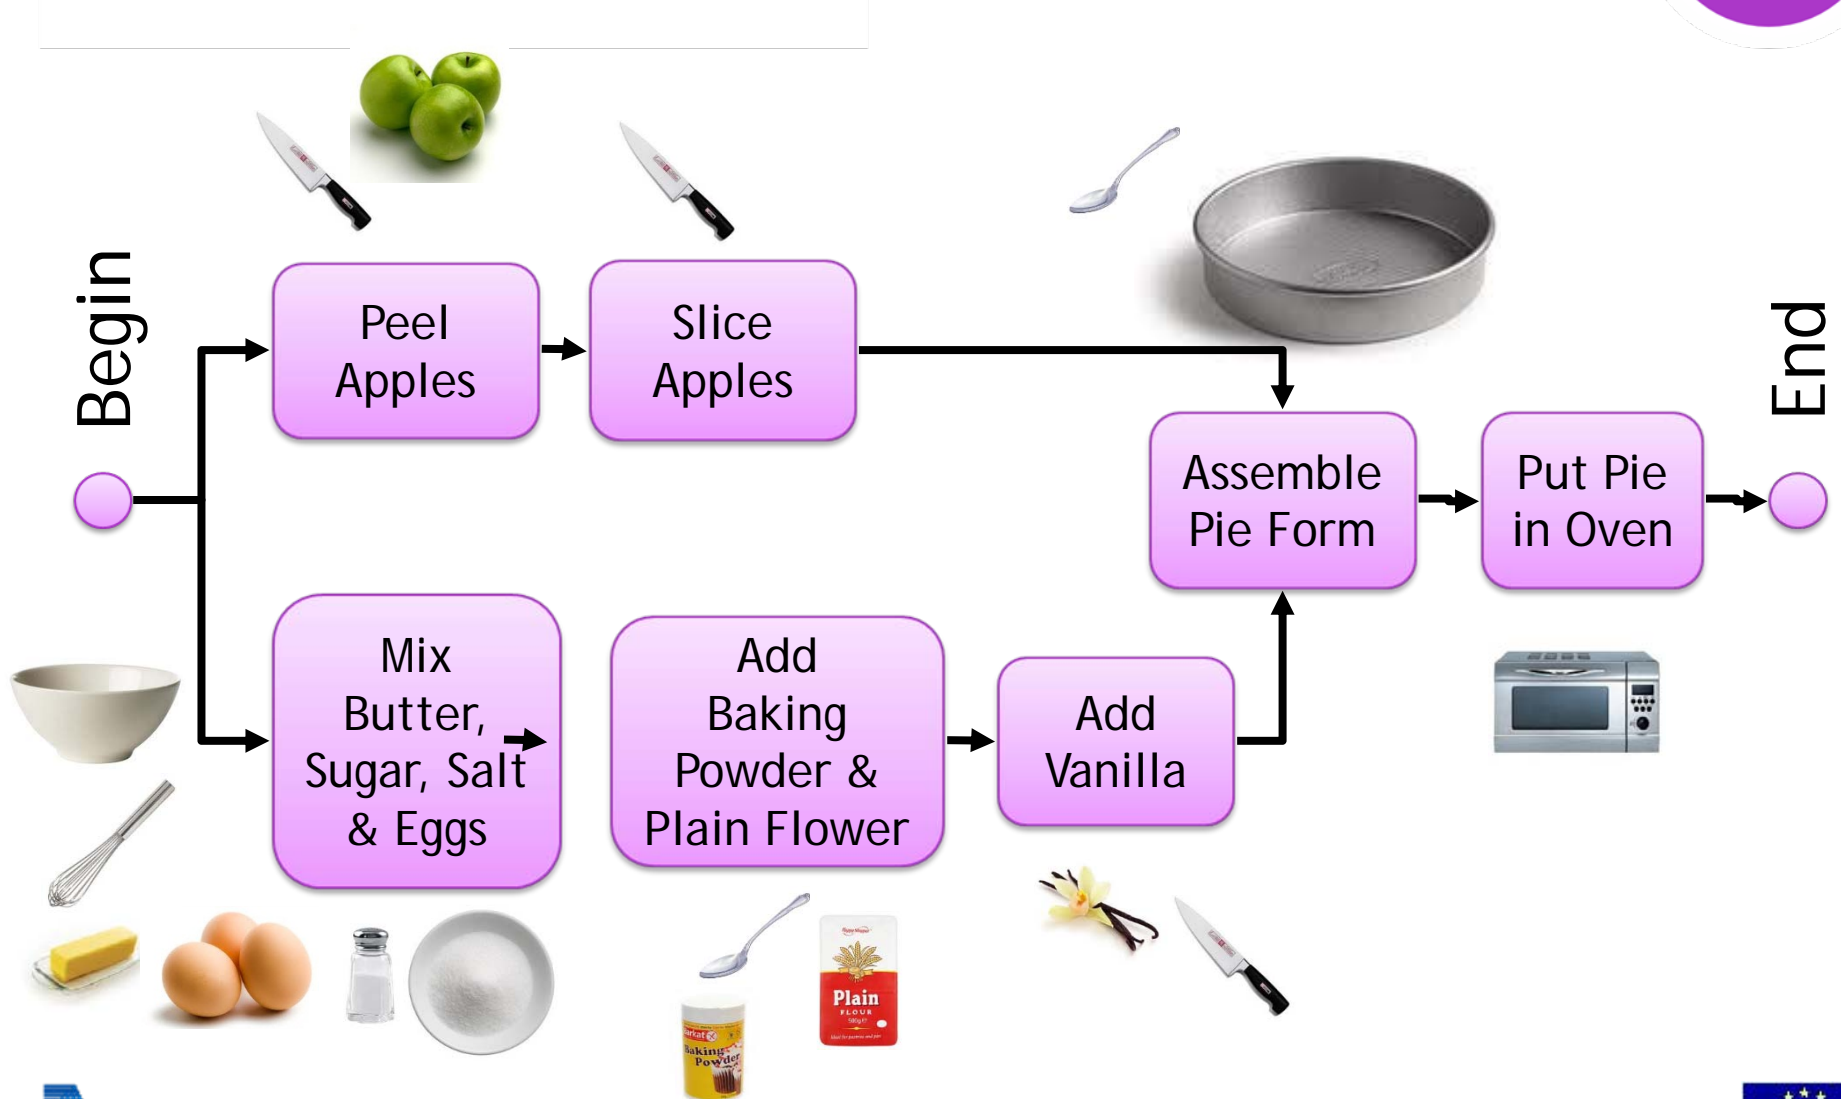 Begin
Peel
Apples
Slice
Apples
End
Assemble
Pie Form
Put Pie
in Oven
Mix
Butter,
Sugar, Salt
& Eggs
Add
Baking
Powder &
Plain Flower
Add
Vanilla
Plain
FLOUR
Baking
Powder